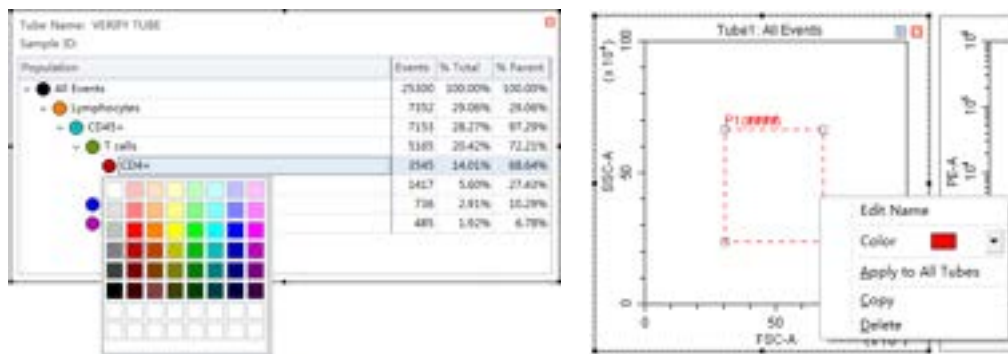 Tube Name: VERIFY TUBE
Sample ID:
Population Events % Total % Parent
All Events 25300 100.00% 100.00%
Lymphocytes 7352 29.06% 29.06%
CD45+ 7153 28.27% 97.29%
T cells 5165 20.42% 72.21%
CD4+ 3545 14.01% 68.64%
1417 5.60% 27.43%
736 2.91% 10.29%
485 1.92% 6.78%
Tube1: All Events
(x 10⁴)
100
SSC-A
50
0
0 50
FSC-A
Edit Name
Color
Apply to All Tubes
Copy
Delete
PE-A
10⁴